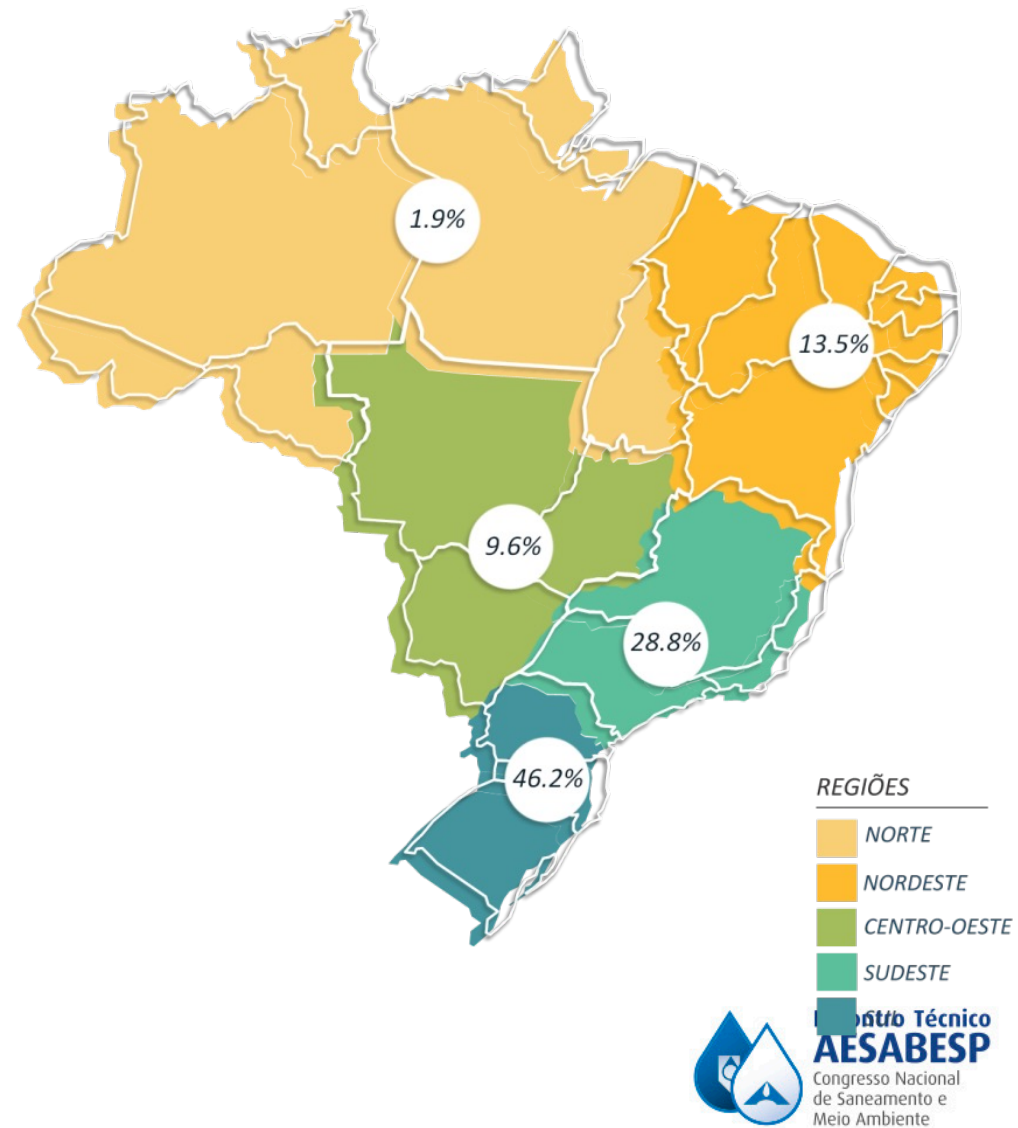 1.9%
13.5%
9.6%
28.8%
46.2%
REGIÕES
NORTE
NORDESTE
CENTRO-OESTE
SUDESTE
Técnico
AESABESP
Congresso Nacional
de Saneamento e
Meio Ambiente